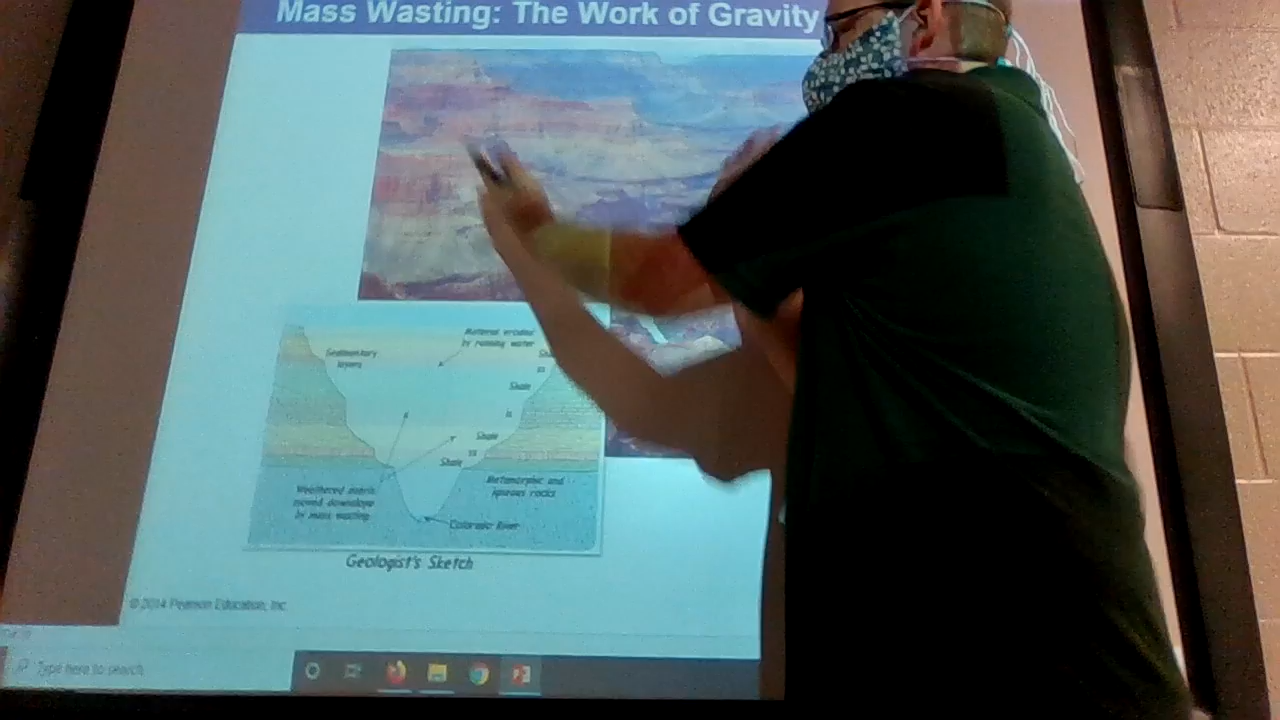 Mass Wasting: The Work of Gravity
Sedimentary
layers
Material eroded
by running water
Shale
Shale
Shale
Weathered debris
moved downslope
by mass wasting
Metamorphic and
igneous rocks
Colorado River
Geologist's Sketch
© 2014 Pearson Education, Inc.
Type here to search